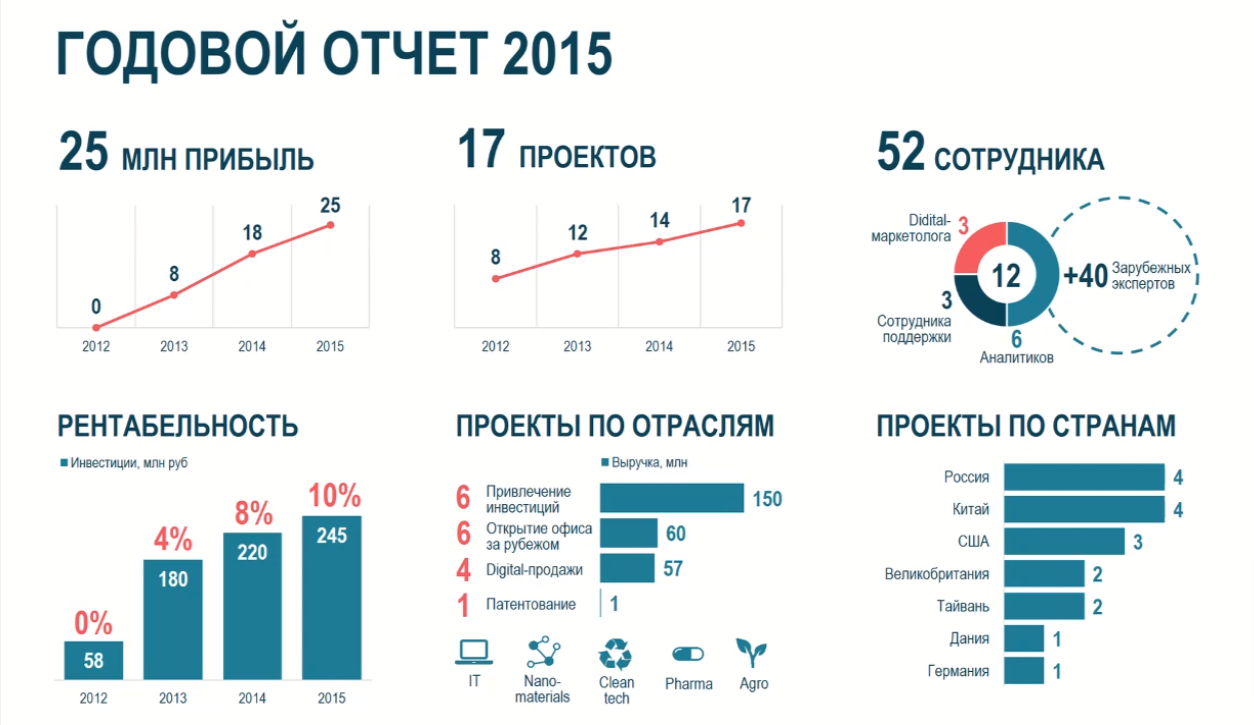 ГОДОВОЙ ОТЧЕТ 2015
25 МЛН ПРИБЫЛЬ
25
18
8
0
2012 2013 2014 2015
17 ПРОЕКТОВ
17
14
12
8
2012 2013 2014 2015
52 СОТРУДНИКА
Didital-
маркетолога
3
12
+40
Зарубежных
экспертов
3
Сотрудника
поддержки
6
Аналитиков
РЕНТАБЕЛЬНОСТЬ
Инвестиции, млн руб
0% 4% 8% 10%
58 180 220 245
2012 2013 2014 2015
ПРОЕКТЫ ПО ОТРАСЛЯМ
Выручка, млн
6 Привлечение
инвестиций 150
6 Открытие офиса
за рубежом 60
4 Digital-продажи 57
1 Патентование 1
IT
Nano-
materials
Clean
tech
Pharma
Agro
ПРОЕКТЫ ПО СТРАНАМ
Россия 4
Китай 4
США 3
Великобритания 2
Тайвань 2
Дания 1
Германия 1